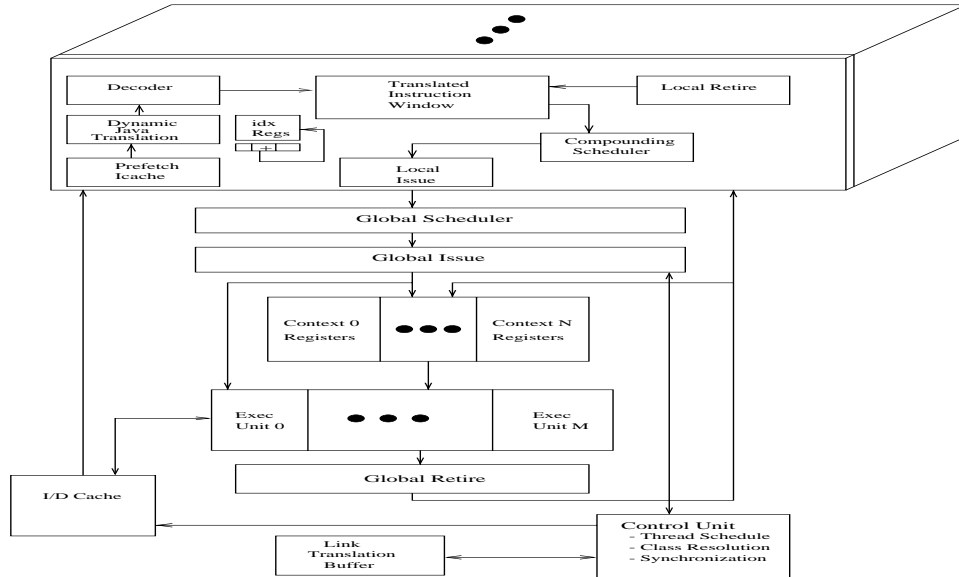 Decoder
Translated
Instruction
Window
Local Retire
Dynamic
Java
Translation
idx
Regs
+
Compounding
Scheduler
Prefetch
Icache
Local
Issue
Global Scheduler
Global Issue
Context 0
Registers
Context N
Registers
Exec
Unit 0
Exec
Unit M
Global Retire
I/D Cache
Control Unit
- Thread Schedule
- Class Resolution
- Synchronization
Link
Translation
Buffer